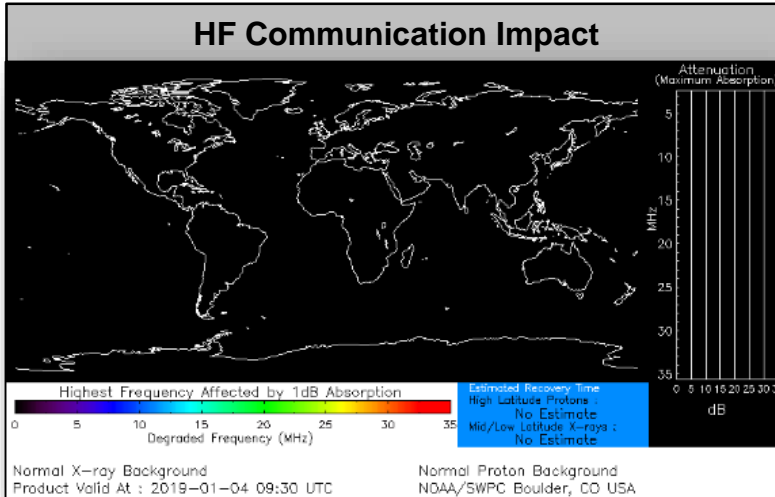 HF Communication Impact
Attenuation
(Maximum Absorption)
5
10
15
20
25
30
35
MHz
0 5 10 15 20 25 30
dB
Highest Frequency Affected by 1dB Absorption
0 5 10 15 20 25 30 35
Degraded Frequency (MHz)
Estimated Recovery Time
High Latitude Protons :
No Estimate
Mid/Low Latitude X-rays :
No Estimate
Normal X-ray Background
Product Valid At : 2019-01-04 09:30 UTC
Normal Proton Background
NOAA/SWPC Boulder, CO USA